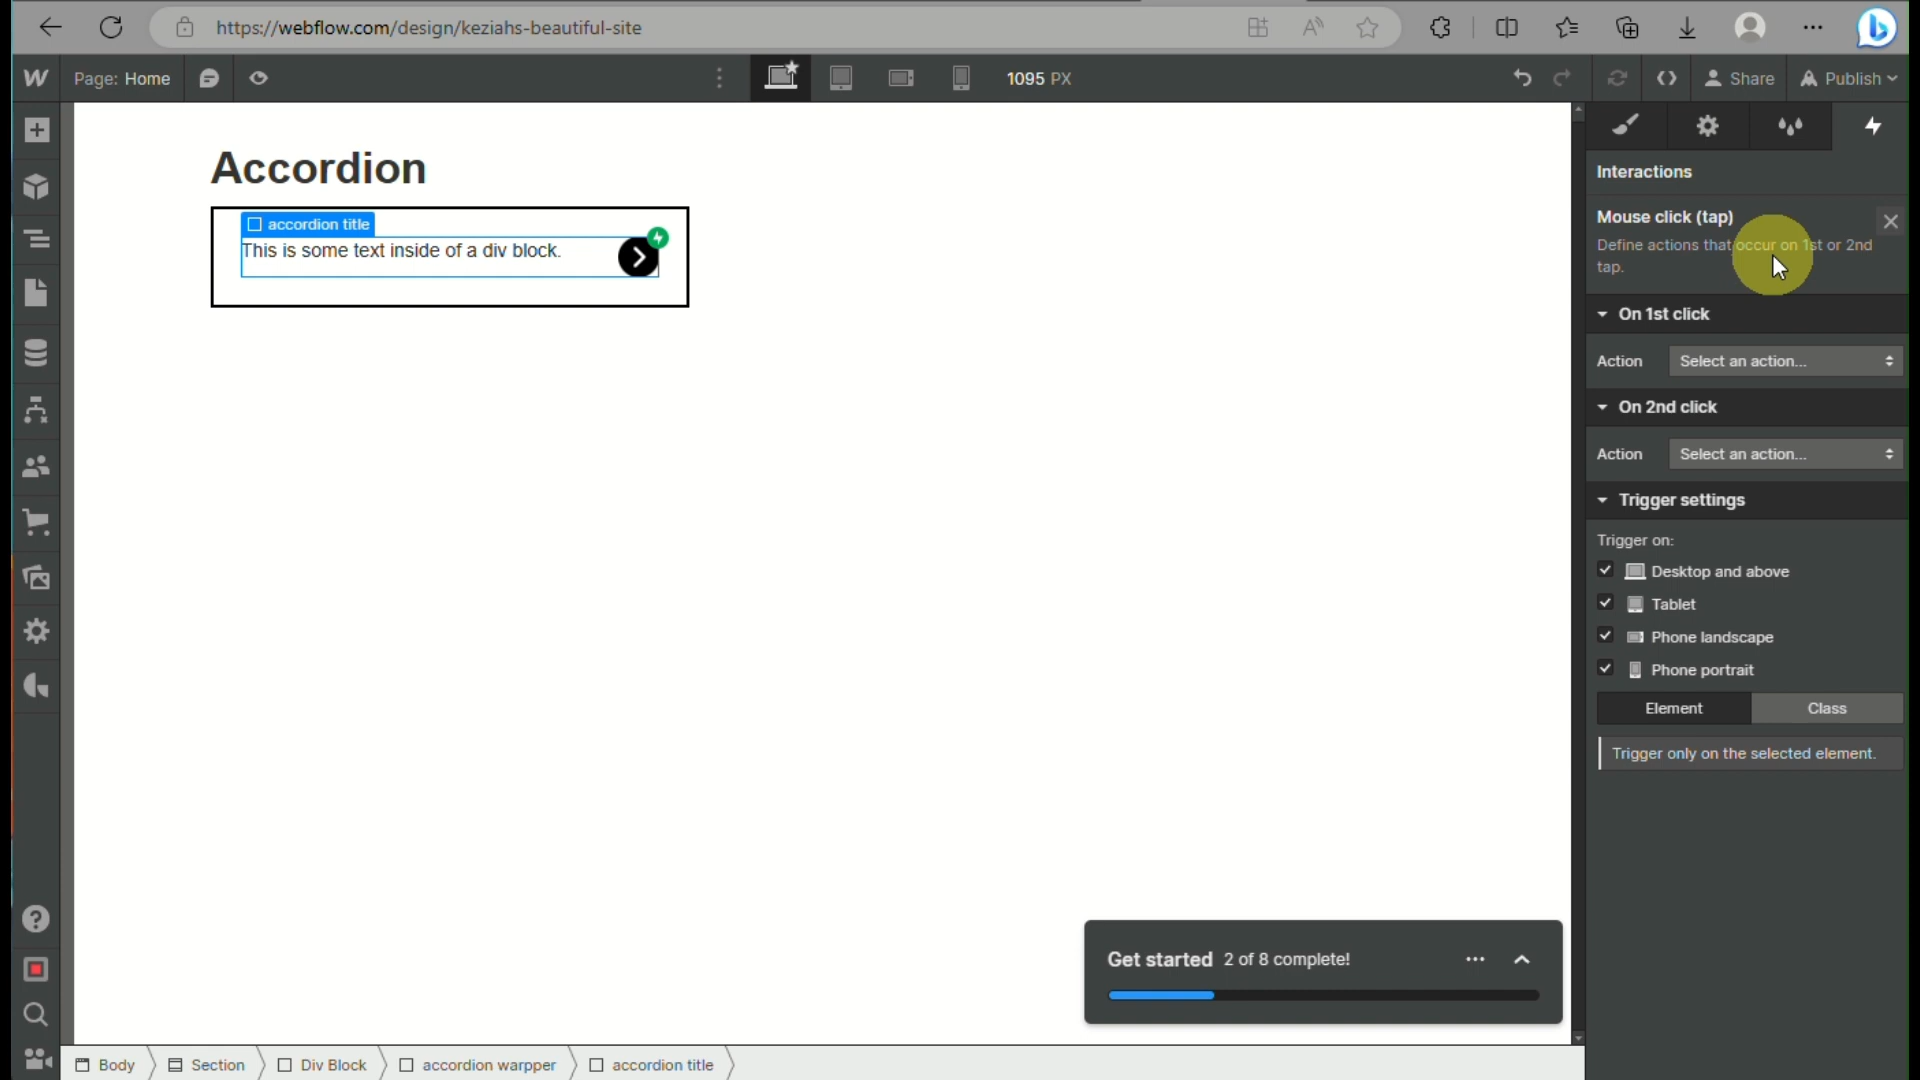 https://webflow.com/design/keziahs-beautiful-site
Page: Home
1095 PX
Share
Publish
Accordion
accordion title
This is some text inside of a div block.
Interactions
Mouse click (tap)
Define actions that occur on 1st or 2nd
tap.
On 1st click
Action
Select an action...
On 2nd click
Action
Select an action...
Trigger settings
Trigger on:
Desktop and above
Tablet
Phone landscape
Phone portrait
Element
Class
Trigger only on the selected element.
Get started 2 of 8 complete!
Body
Section
Div Block
accordion warpper
accordion title